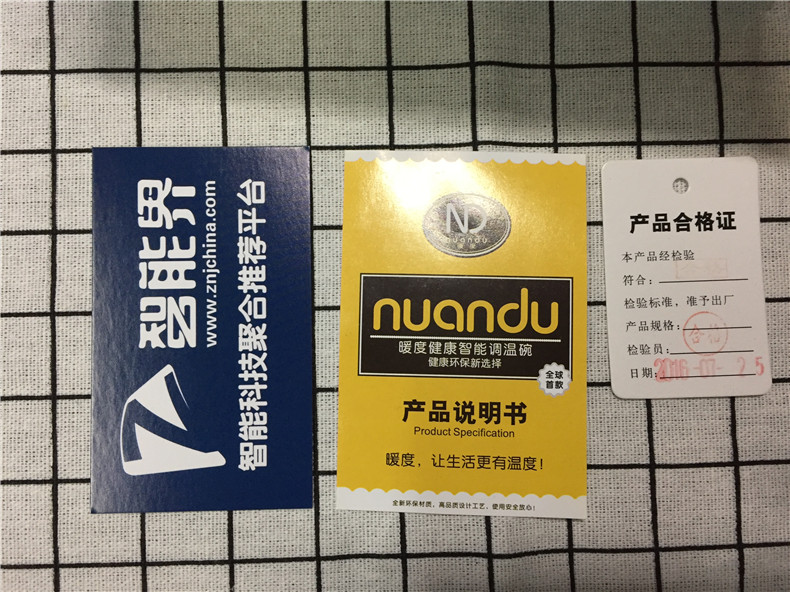 智能界
www.znjchina.com
智能科技聚合推荐平台
ND
nuandu
nuandu
暖度健康智能调温碗
健康环保新选择
全球
首款
产品说明书
Product Specification
暖度，让生活更有温度！
全新环保材质，高品质设计工艺，使用安全放心！
产品合格证
本产品经检验
符合：
检验标准，准予出厂
产品规格：
合格
检验员：
日期：2016-07-25